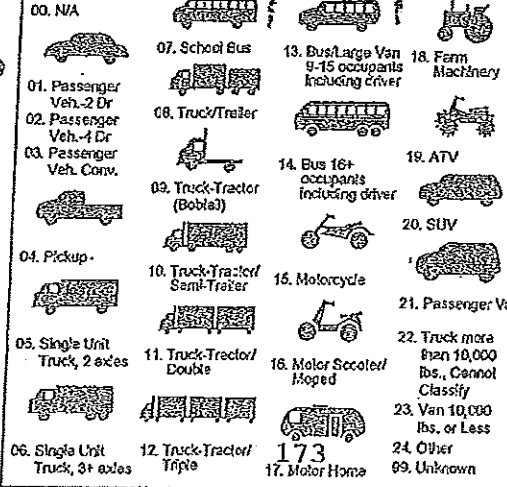 00. N/A
01. Passenger
Veh.-2 Dr
02. Passenger
Veh.-4 Dr
03. Passenger
Veh. Conv.
04. Pickup
05. Single Unit
Truck, 2 axles
06. Single Unit
Truck, 3+ axles
07. School Bus
08. Truck/Trailer
09. Truck-Tractor
(Bobtail)
10. Truck-Tractor/
Semi-Trailer
11. Truck-Tractor/
Double
12. Truck-Tractor/
Triple
13. Bus/Large Van
9-15 occupants
including driver
14. Bus 16+
occupants
including driver
15. Motorcycle
16. Motor Scooter/
Moped
173
17. Motor Home
18. Farm
Machinery
19. ATV
20. SUV
21. Passenger Va
22. Truck more
than 10,000
lbs., Cannot
Classify
23. Van 10,000
lbs. or Less
24. Other
99. Unknown